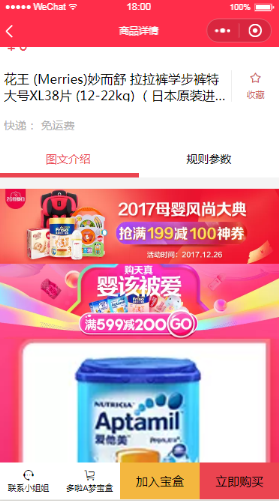 WeChat
18:00
商品详情
花王 (Merries)妙而舒 拉拉裤学步裤特
大号XL38片 (12-22kg)（日本原装进...
收藏
快递： 免运费
图文介绍
规则参数
2017母婴风尚大典
抢满199减100神券
活动时间：2017.12.26
购天真
婴该被爱
满599减200 GO
NUTRICIA
Aptamil
爱他美
Pronutra
联系小姐姐
多啦A梦宝盒
加入宝盒
立即购买